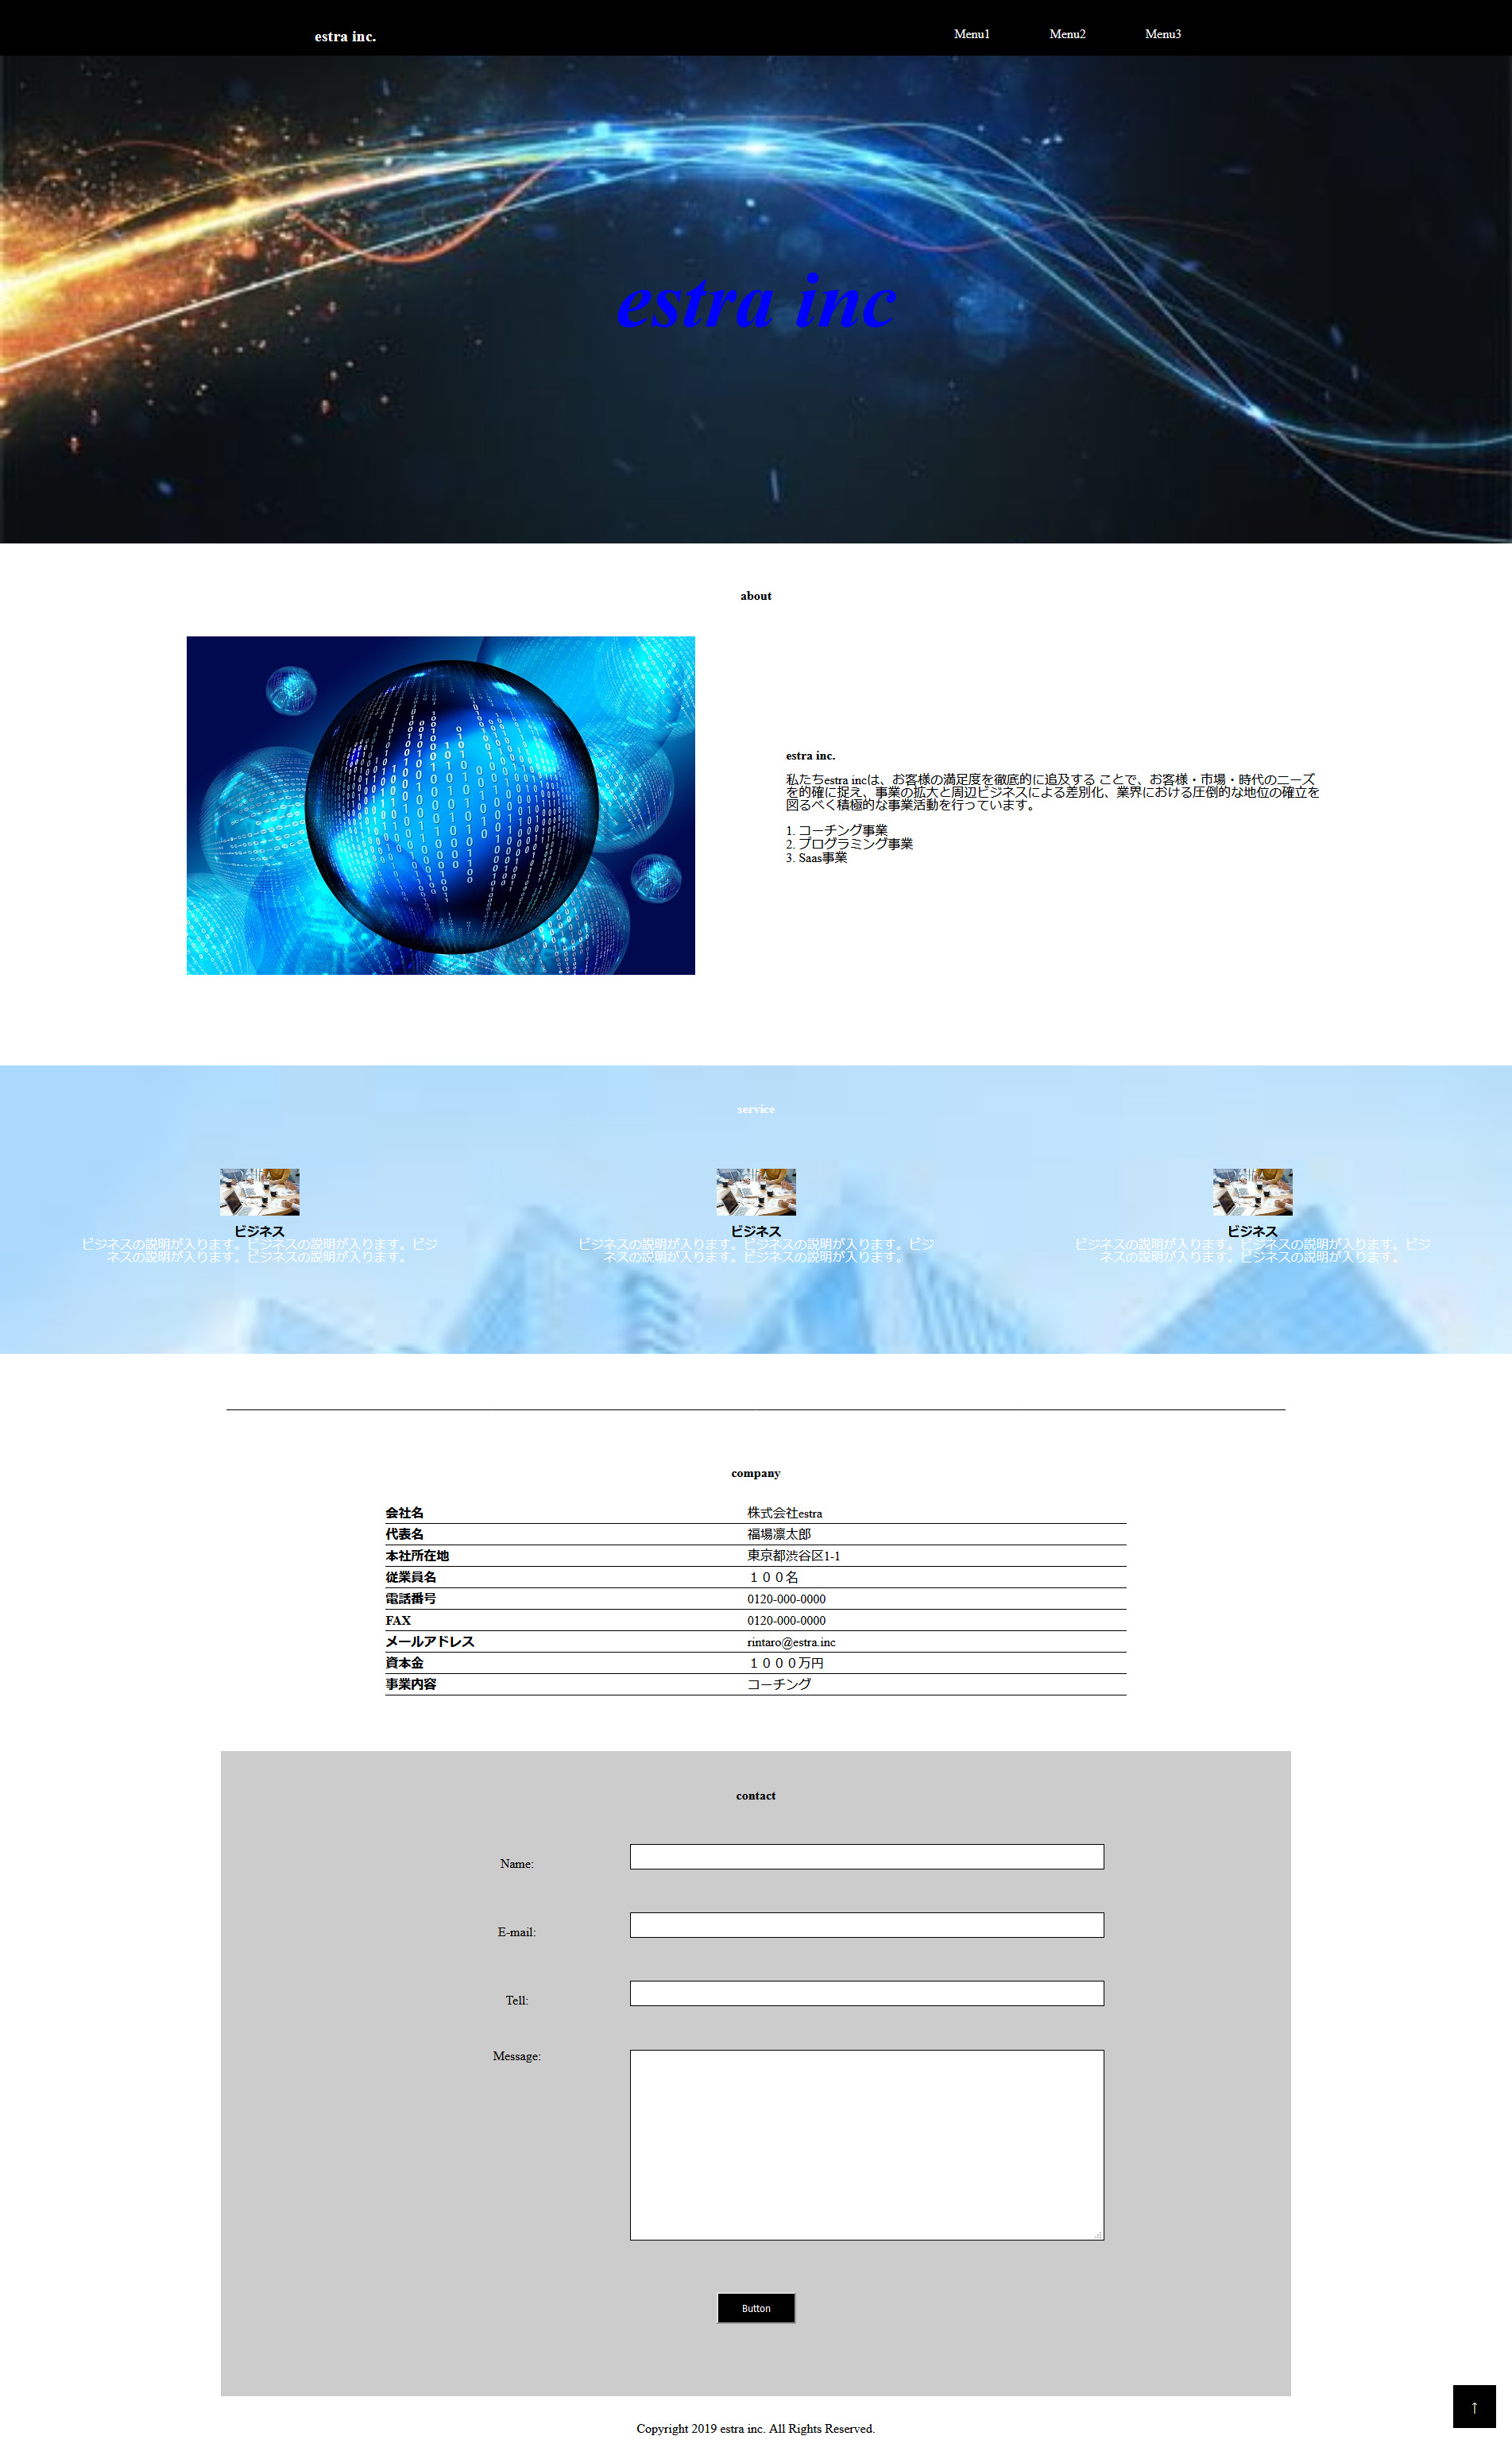 estra inc.
Menu1 Menu2 Menu3
estra inc
about
estra inc.
私たちestra incは、お客様の満足度を徹底的に追及する ことで、お客様・市場・時代のニーズ
を的確に捉え、事業の拡大と周辺ビジネスによる差別化、業界における圧倒的な地位の確立を
図るべく積極的な事業活動を行っています。
1. コーチング事業
2. プログラミング事業
3. Saas事業
service
ビジネス
ビジネスの説明が入ります。ビジネスの説明が入ります。ビジ
ネスの説明が入ります。ビジネスの説明が入ります。
ビジネス
ビジネスの説明が入ります。ビジネスの説明が入ります。ビジ
ネスの説明が入ります。ビジネスの説明が入ります。
ビジネス
ビジネスの説明が入ります。ビジネスの説明が入ります。ビジ
ネスの説明が入ります。ビジネスの説明が入ります。
company
会社名 株式会社estra
代表名 福場凛太郎
本社所在地 東京都渋谷区1-1
従業員名 １００名
電話番号 0120-000-0000
FAX 0120-000-0000
メールアドレス rintaro@estra.inc
資本金 １０００万円
事業内容 コーチング
contact
Name:
E-mail:
Tell:
Message:
Button
↑
Copyright 2019 estra inc. All Rights Reserved.